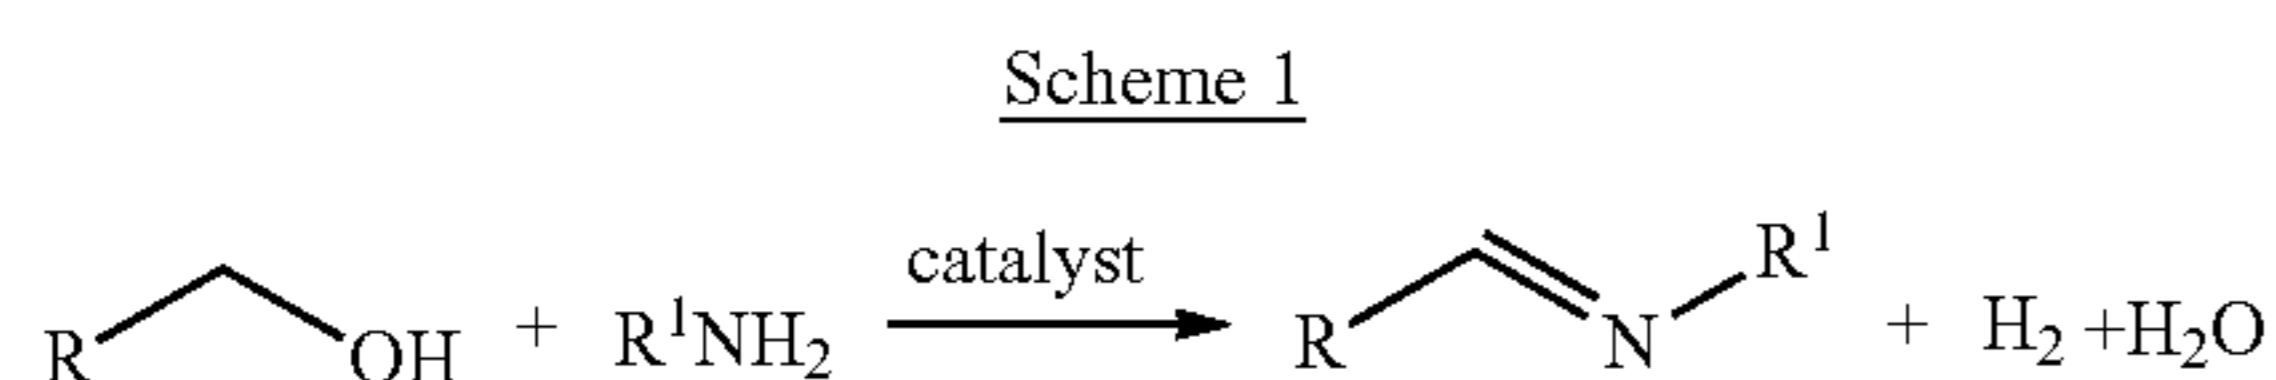 Scheme 1
catalyst
R OH + R¹NH₂ R N R¹ + H₂ +H₂O